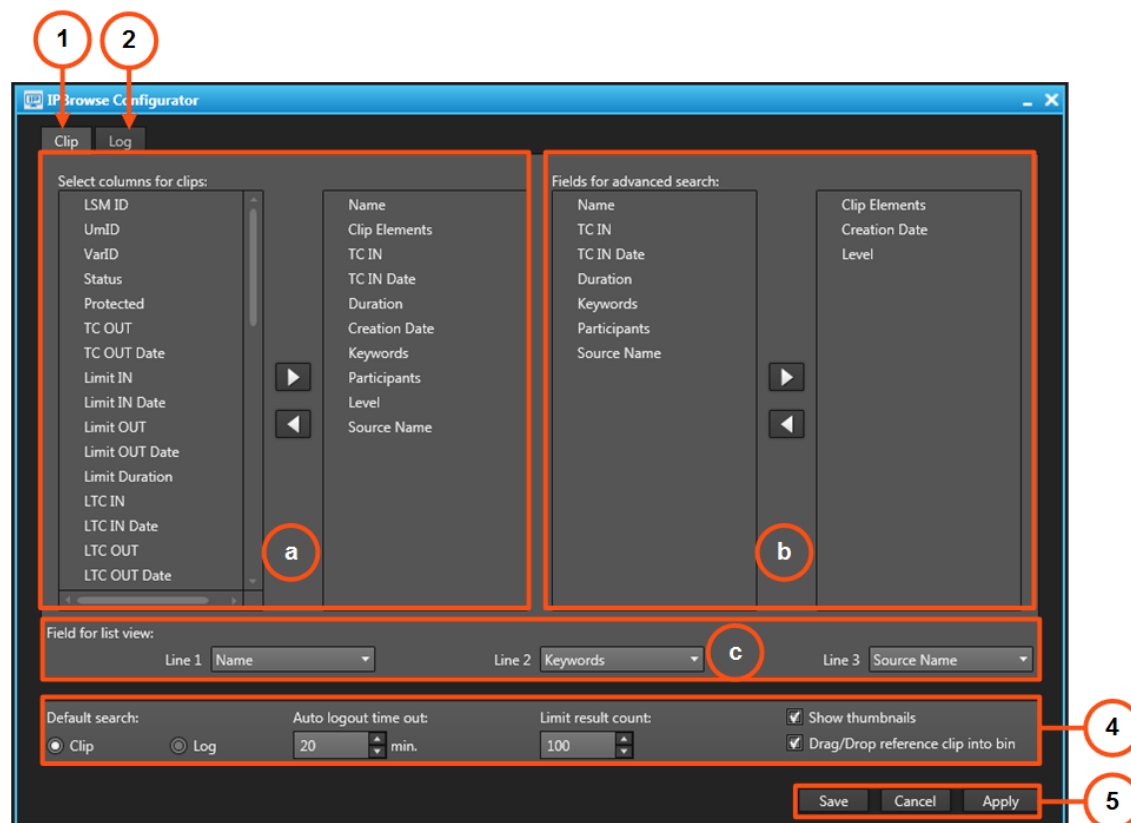 1
2
IPBrowse Configurator
Clip
Log
Select columns for clips:
LSM ID
UmID
VarID
Status
Protected
TC OUT
TC OUT Date
Limit IN
Limit IN Date
Limit OUT
Limit OUT Date
Limit Duration
LTC IN
LTC IN Date
LTC OUT
LTC OUT Date
Name
Clip Elements
TC IN
TC IN Date
Duration
Creation Date
Keywords
Participants
Level
Source Name
a
Fields for advanced search:
Name
TC IN
TC IN Date
Duration
Keywords
Participants
Source Name
Clip Elements
Creation Date
Level
b
Field for list view:
Line 1 Name
Line 2 Keywords
c
Line 3 Source Name
Default search:
Clip
Log
Auto logout time out:
20 min.
Limit result count:
100
Show thumbnails
Drag/Drop reference clip into bin
4
Save
Cancel
Apply
5